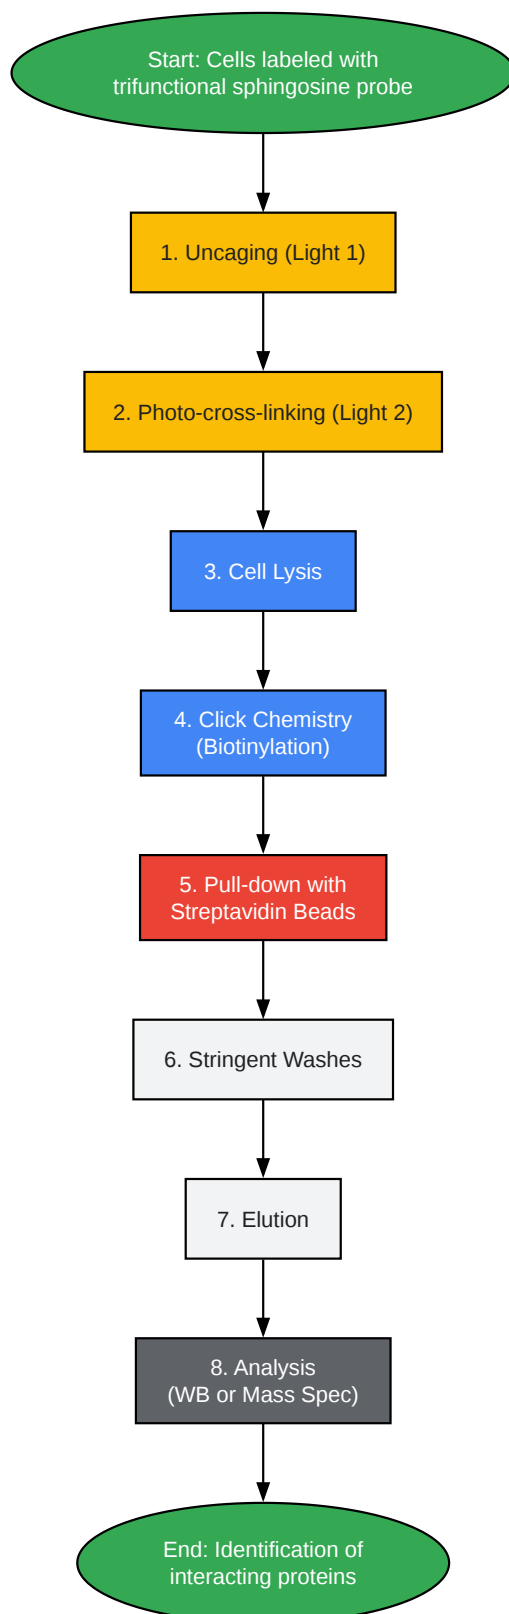 Start: Cells labeled with
trifunctional sphingosine probe
1. Uncaging (Light 1)
2. Photo-cross-linking (Light 2)
3. Cell Lysis
4. Click Chemistry
(Biotinylation)
5. Pull-down with
Streptavidin Beads
6. Stringent Washes
7. Elution
8. Analysis
(WB or Mass Spec)
End: Identification of
interacting proteins